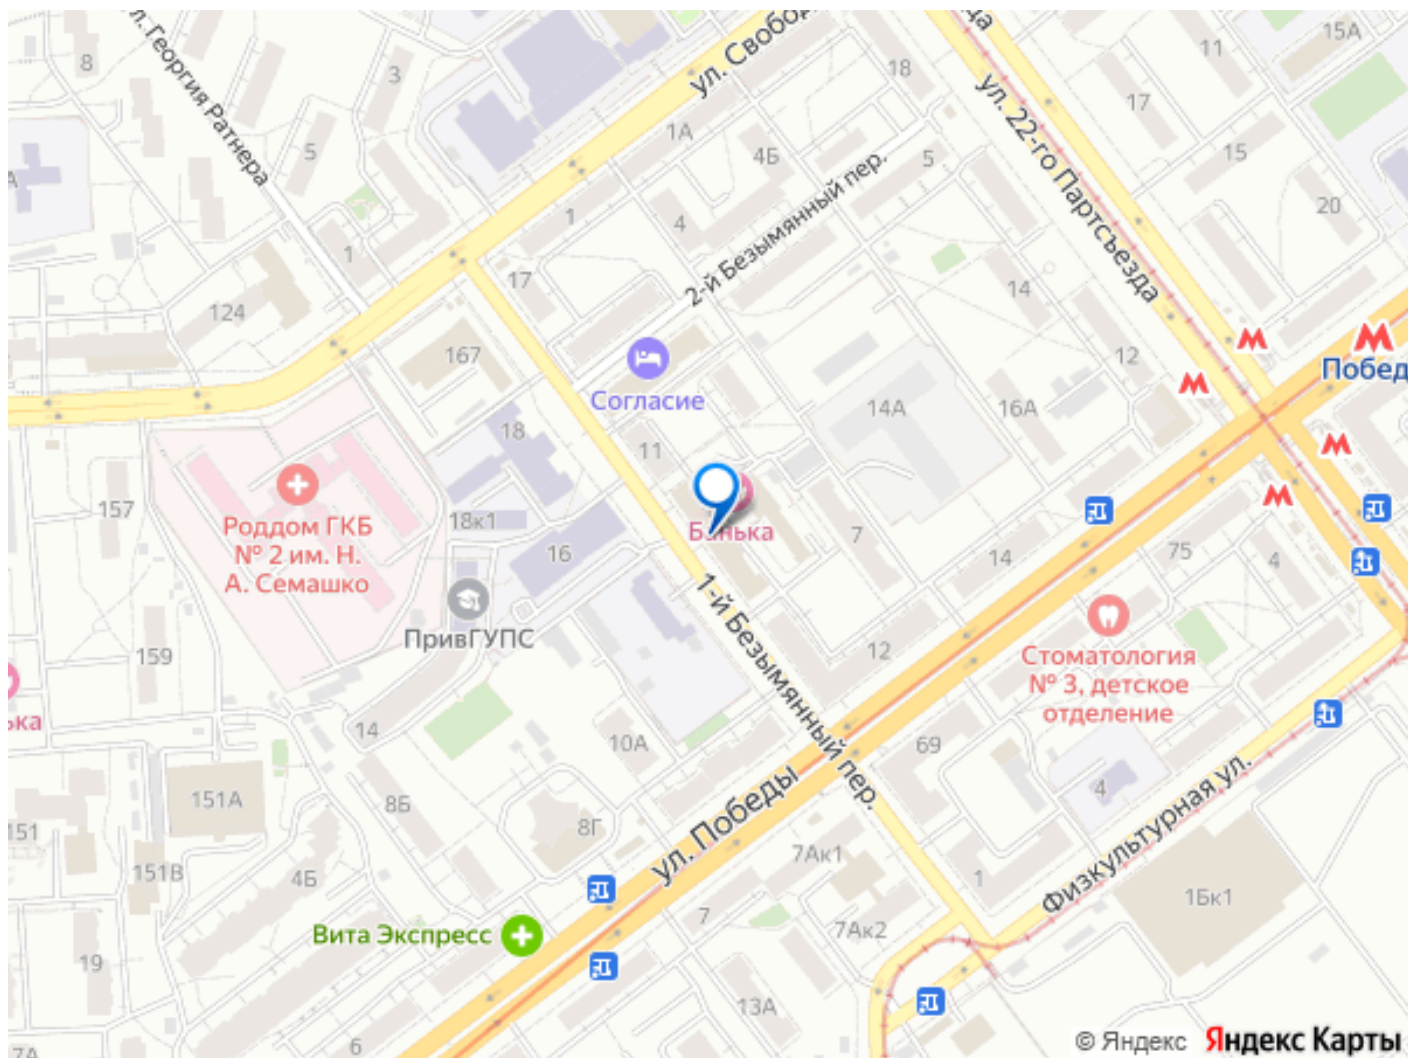 ул. Георгия Ратнера
8
3
5
ул. Свобод
18
1А
4Б
5
4
1
1
17
124
167
2-й Безымянный пер.
ул. 22-го Партсъезда
11
15А
17
15
20
14
12
Побед
Согласие
14А
16А
11
18
157
Роддом ГКБ
№ 2 им. Н.
А. Семашко
18к1
16
Банька
7
14
75
4
ПривГУПС
1-й Безымянный пер.
12
Стоматология
№ 3, детское
отделение
159
ька
14
10А
69
4
Физкультурная ул.
151А
151
8Б
8Г
ул. Победы
7Ак1
151В
4Б
1
1Бк1
Вита Экспресс
7
7Ак2
19
13А
7А
6
© Яндекс Яндекс Карты